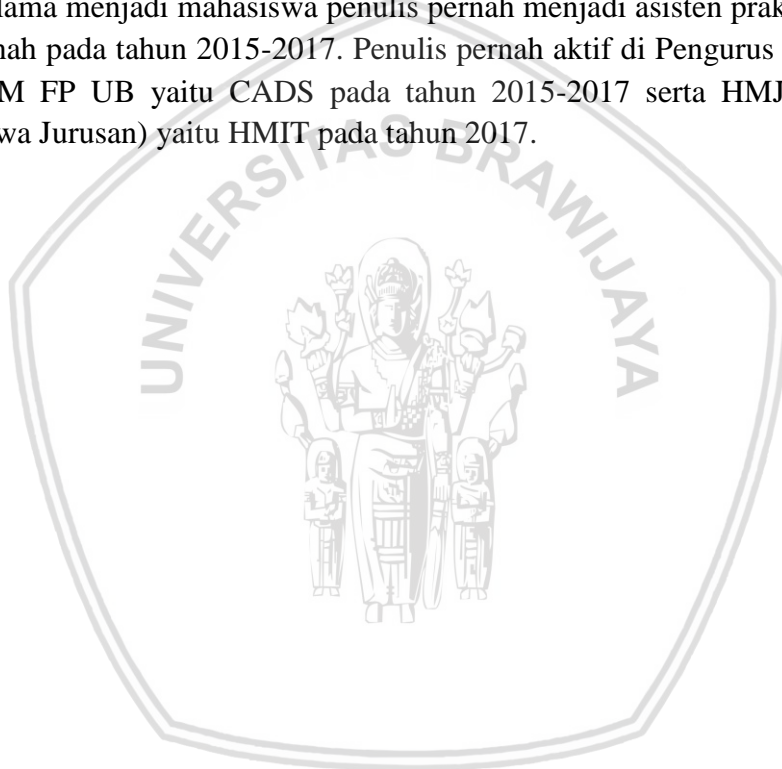 lama menjadi mahasiswa penulis pernah menjadi asisten prak
nah pada tahun 2015-2017. Penulis pernah aktif di Pengurus
M FP UB yaitu CADS pada tahun 2015-2017 serta HMJ
wa Jurusan) yaitu HMIT pada tahun 2017.
UNIVERSITAS BRAWIJAYA